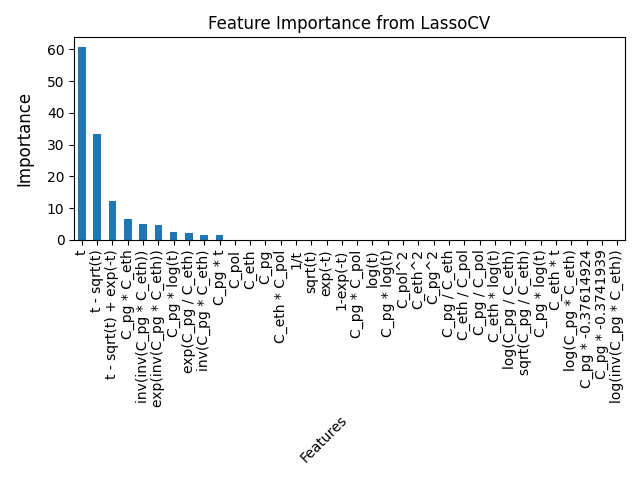 Feature Importance from LassoCV
Importance
60
50
40
30
20
10
0
t
t - sqrt(t)
t - sqrt(t) + exp(-t)
C_pg * C_eth
inv(inv(C_pg * C_eth))
exp(inv(C_pg * C_eth))
C_pg * log(t)
exp(C_pg / C_eth)
inv(C_pg * C_eth)
C_pg * t
C_pol
C_eth
C_pg
C_eth * C_pol
1/t
sqrt(t)
exp(-t)
1-exp(-t)
C_pg * C_pol
log(t)
C_pg * log(t)
C_pol^2
C_eth^2
C_pg^2
C_pg / C_eth
C_eth / C_pol
C_pg / C_pol
C_eth * log(t)
log(C_pg / C_eth)
sqrt(C_pg / C_eth)
C_pg * log(t)
C_eth * t
log(C_pg * C_eth)
C_pg * -0.37614924
C_pg * -0.3741939
log(inv(C_pg * C_eth))
Features